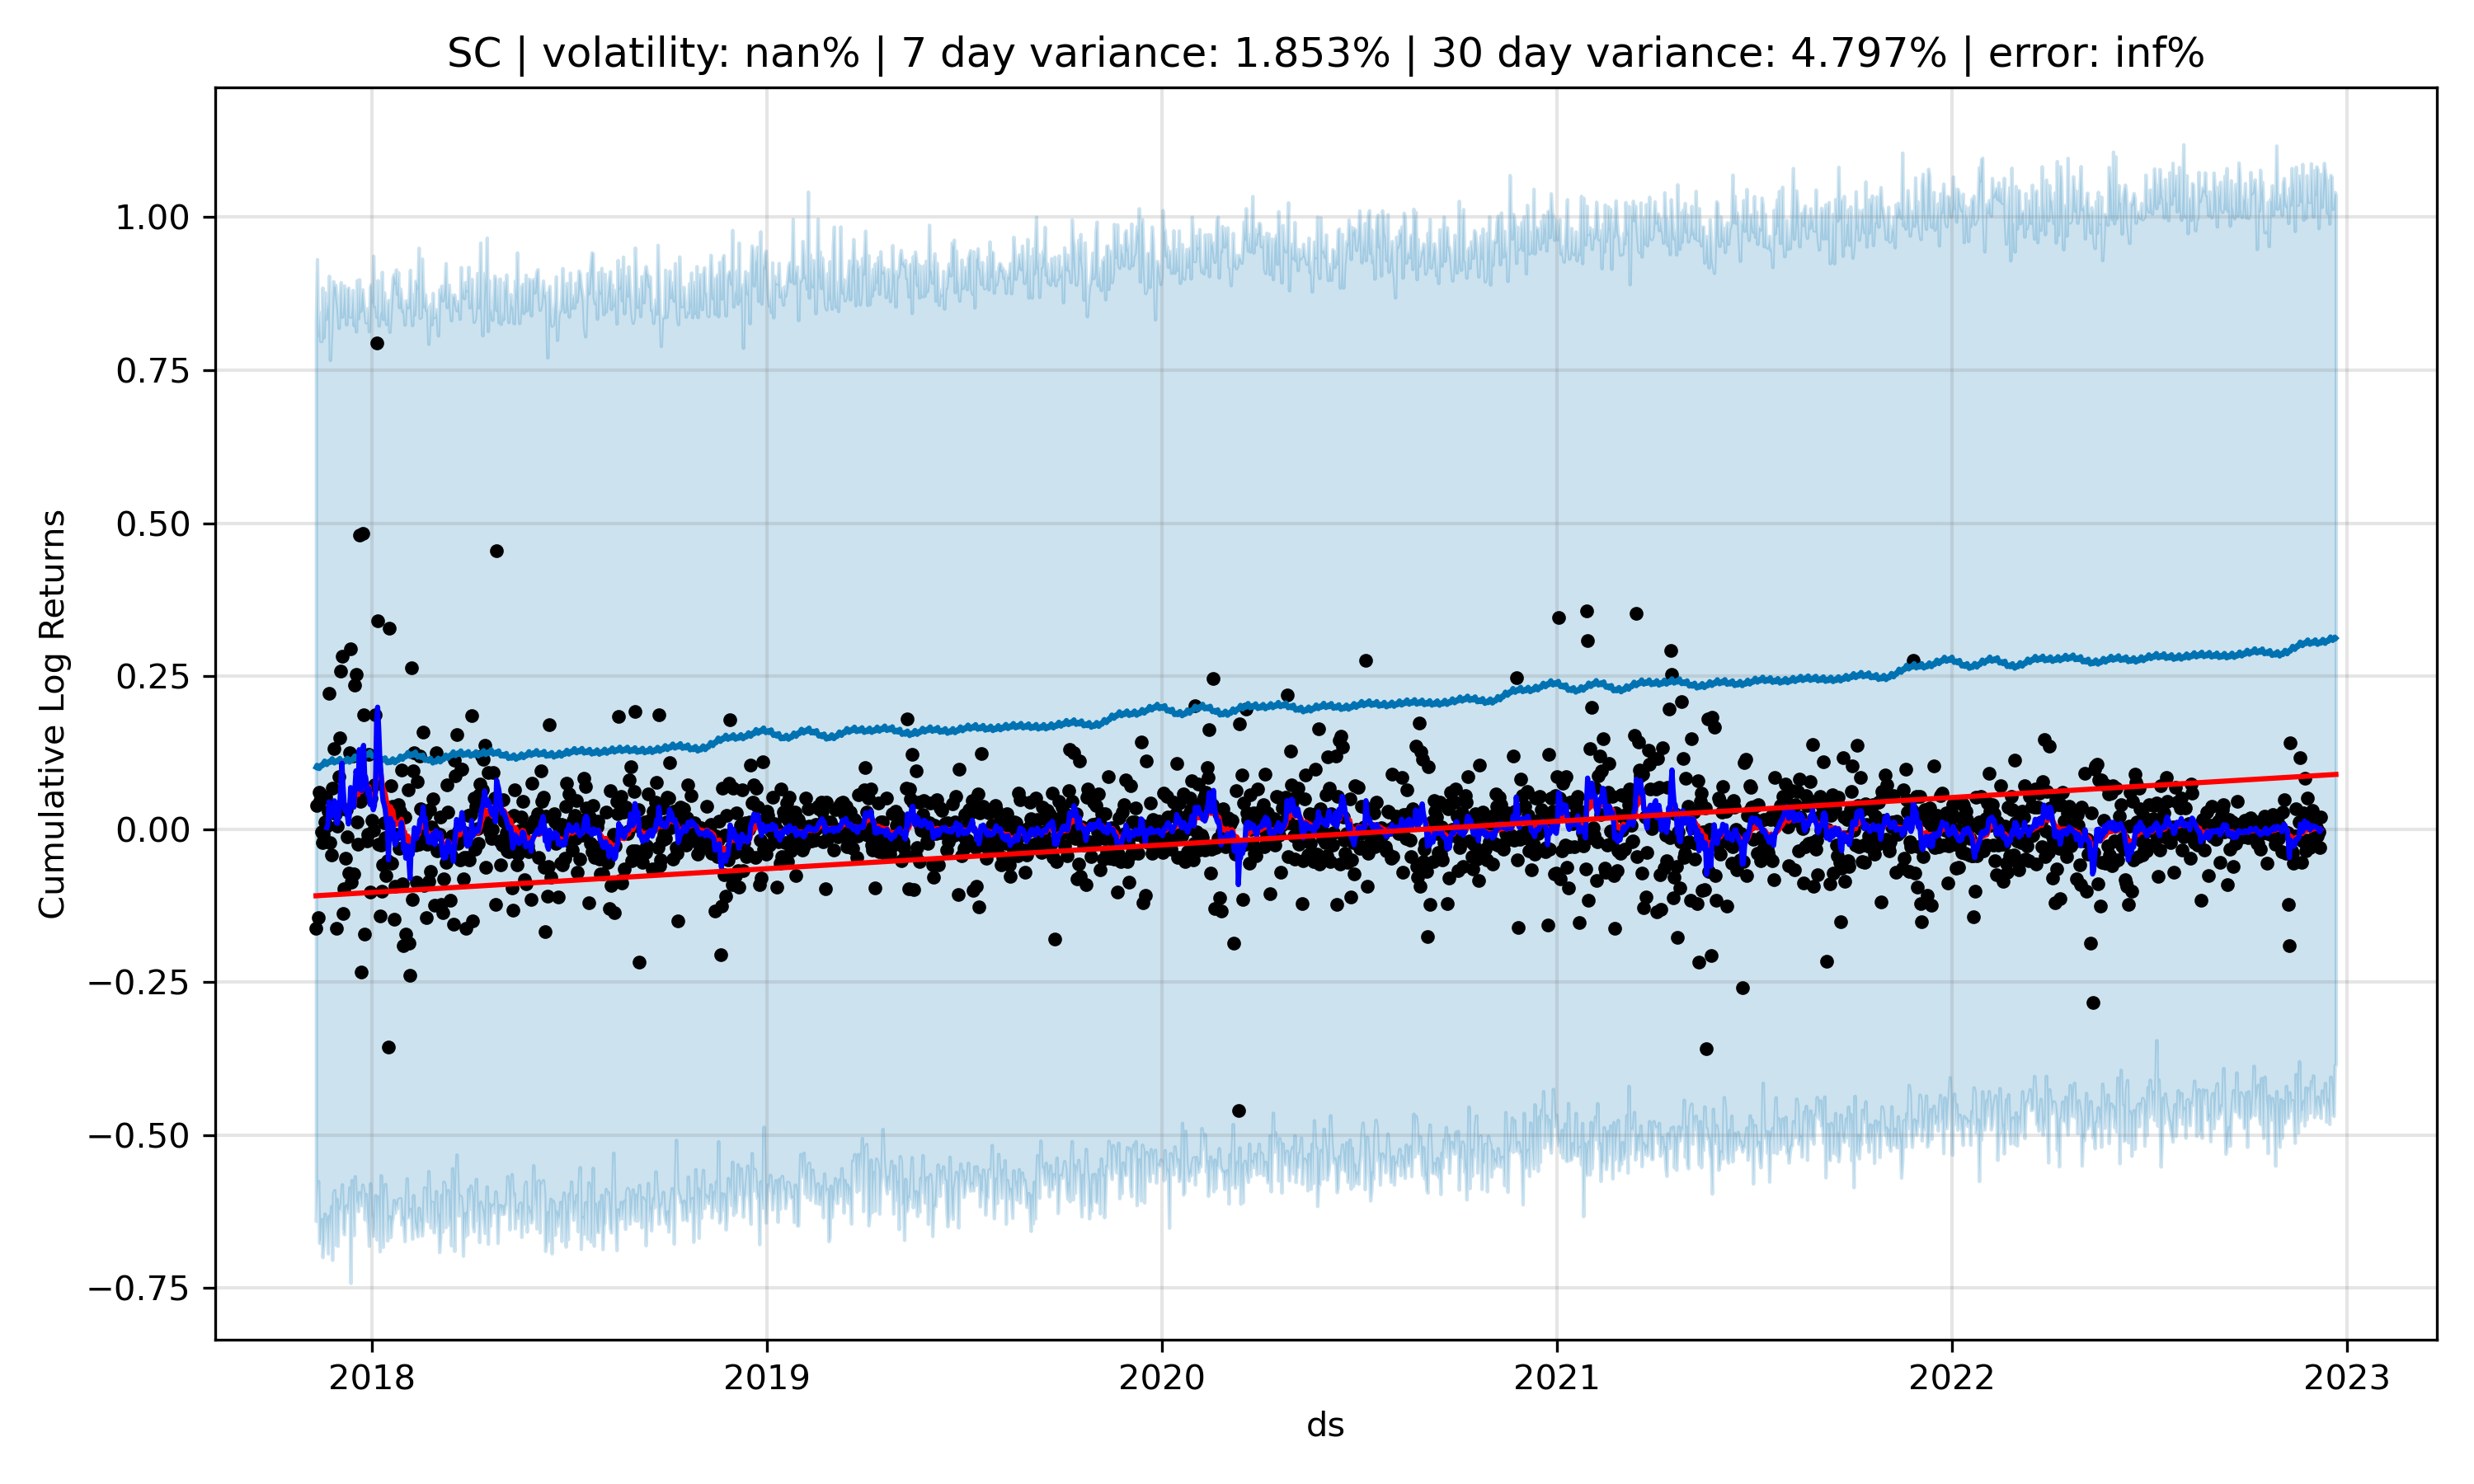 SC | volatility: nan% | 7 day variance: 1.853% | 30 day variance: 4.797% | error: inf%
Cumulative Log Returns
1.00
0.75
0.50
0.25
0.00
−0.25
−0.50
−0.75
2018 2019 2020 2021 2022 2023
ds